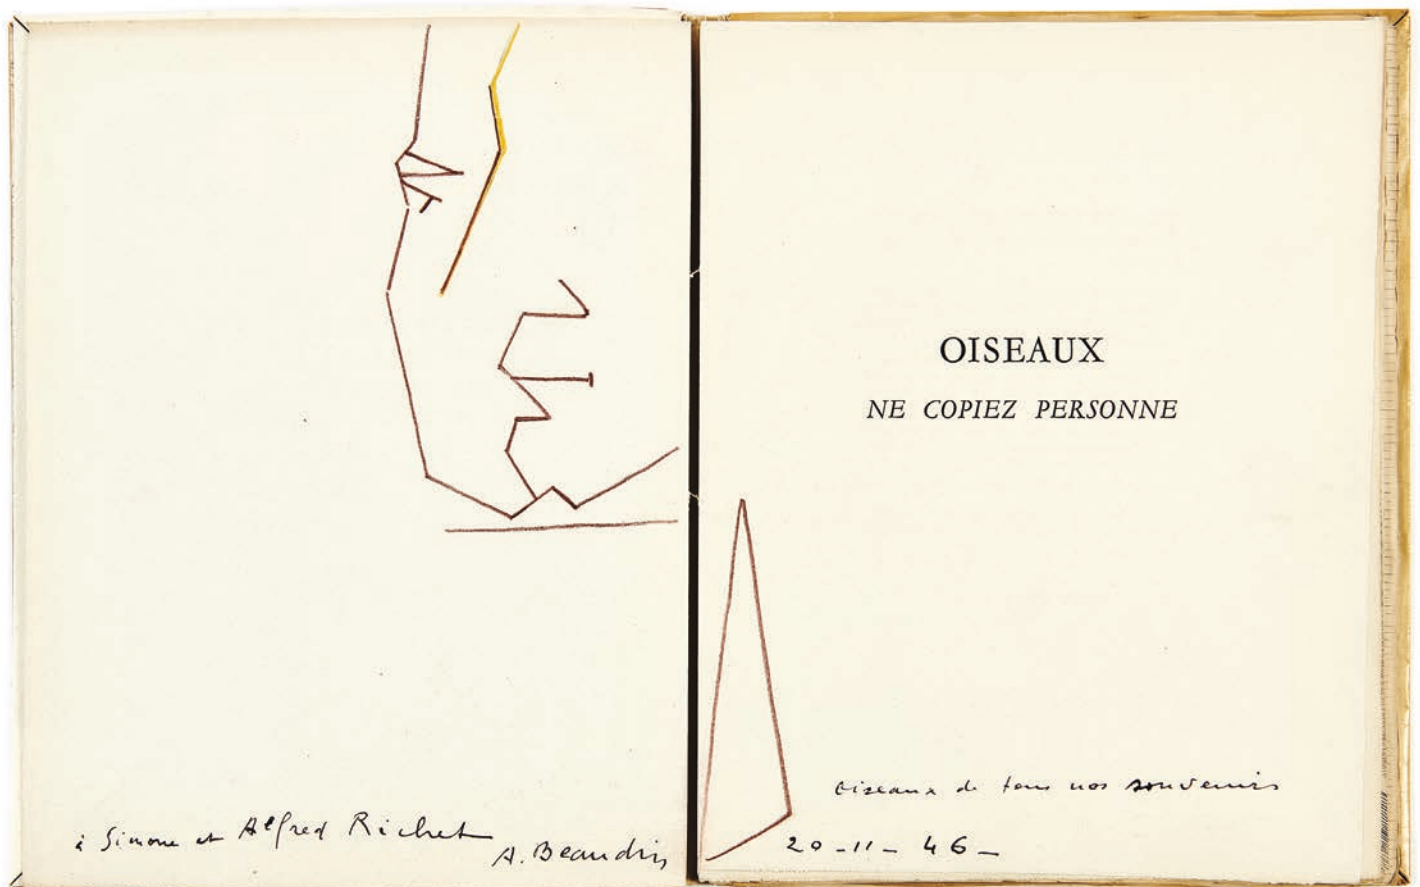 à Simone et Alfred Richet
A. Beaudin
OISEAUX
NE COPIEZ PERSONNE
oiseaux de tous nos souvenirs
20-11-46-